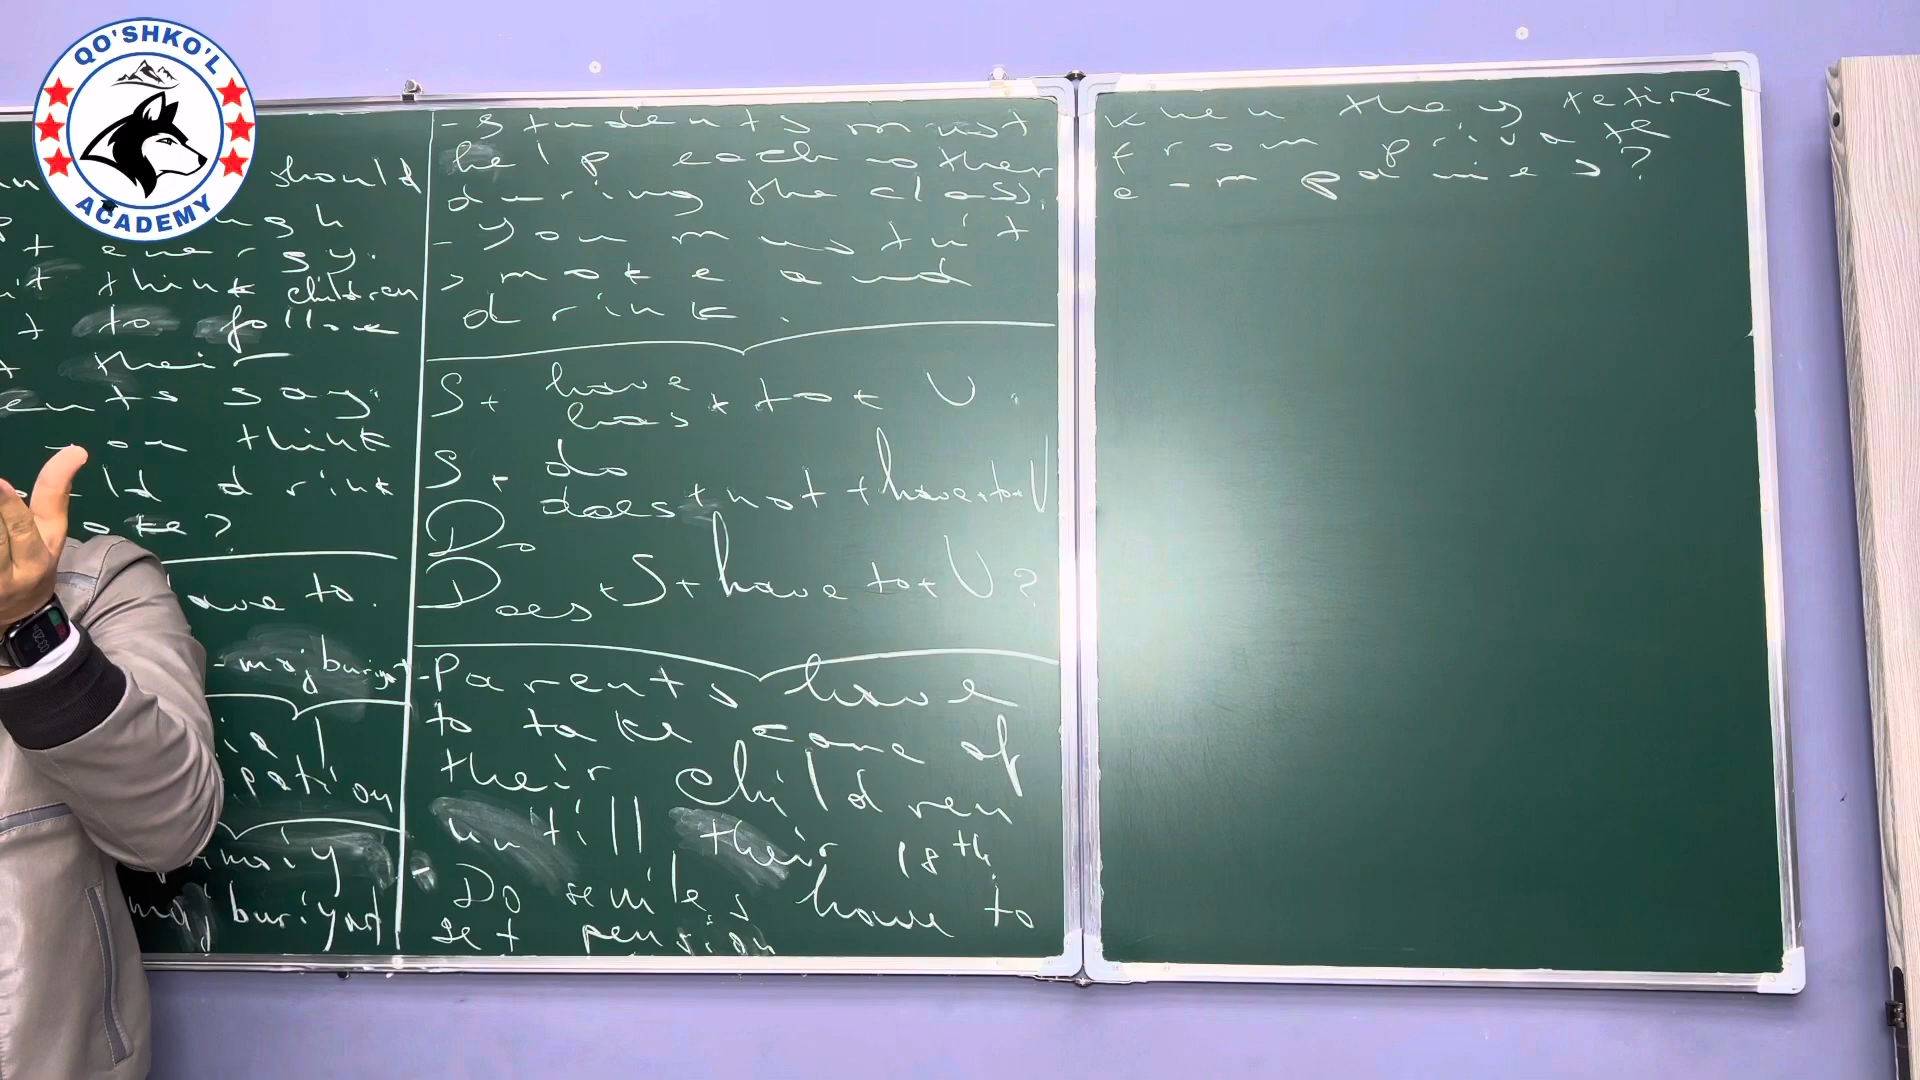 QO'SHKO'L
ACADEMY
should
energy.
think children
to follow
their
say.
think
drink
?
have to.
- majburiyat
majburiyat
- Students must
help each other
during the class.
- You mustn't
smoke and
drink.
S + have
has + to + V.
S + do
does + not + have + to + V
Do
Does + S + have to + V?
- Parents have
to take care of
their children
untill their 18th.
- Do seniles have to
get pension
when they retire
from private
companies?